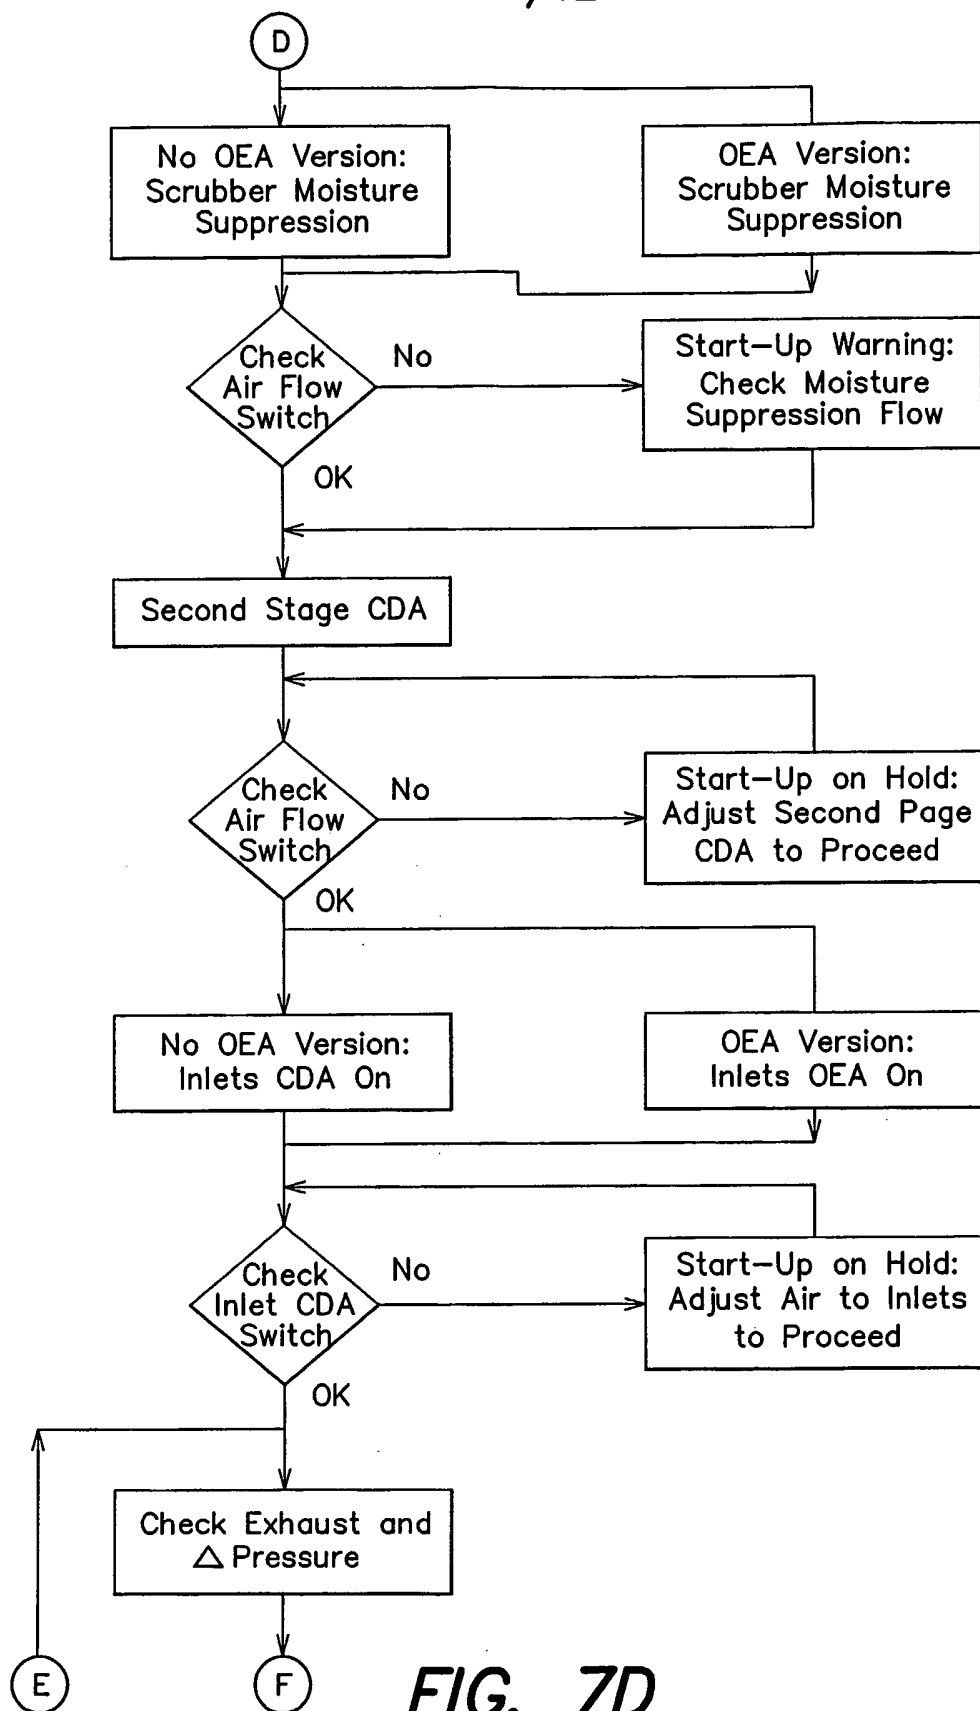 D
No OEA Version:
Scrubber Moisture
Suppression
OEA Version:
Scrubber Moisture
Suppression
Check
Air Flow
Switch
No
Start-Up Warning:
Check Moisture
Suppression Flow
OK
Second Stage CDA
Check
Air Flow
Switch
No
Start-Up on Hold:
Adjust Second Page
CDA to Proceed
OK
No OEA Version:
Inlets CDA On
OEA Version:
Inlets OEA On
Check
Inlet CDA
Switch
No
Start-Up on Hold:
Adjust Air to Inlets
to Proceed
OK
Check Exhaust and
△ Pressure
E
F
FIG. 7D